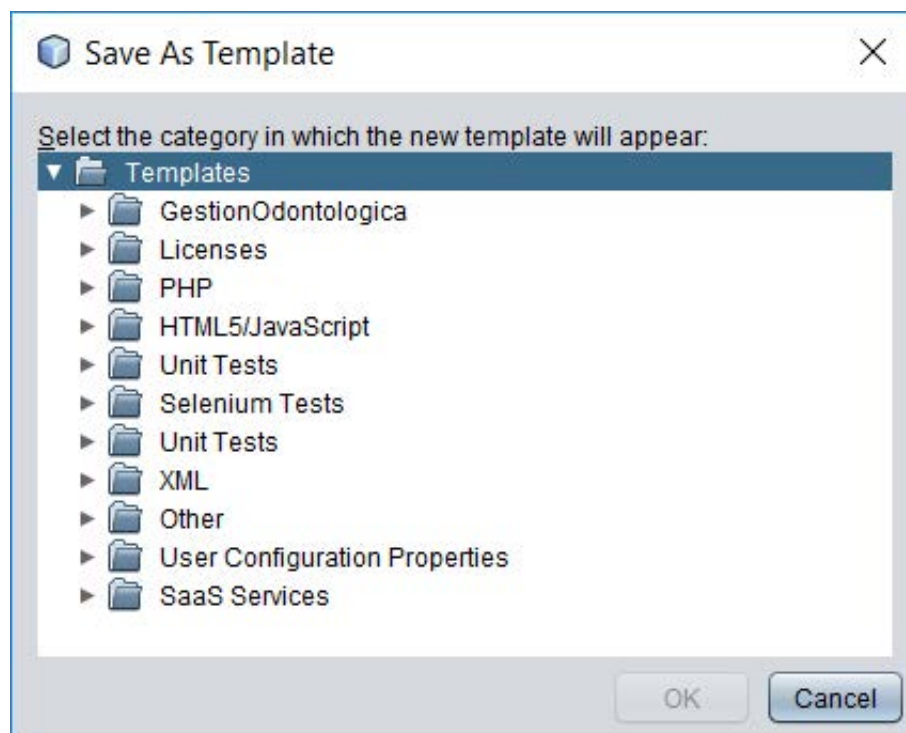 Save As Template
Select the category in which the new template will appear:
Templates
GestionOdontologica
Licenses
PHP
HTML5/JavaScript
Unit Tests
Selenium Tests
Unit Tests
XML
Other
User Configuration Properties
SaaS Services
OK
Cancel